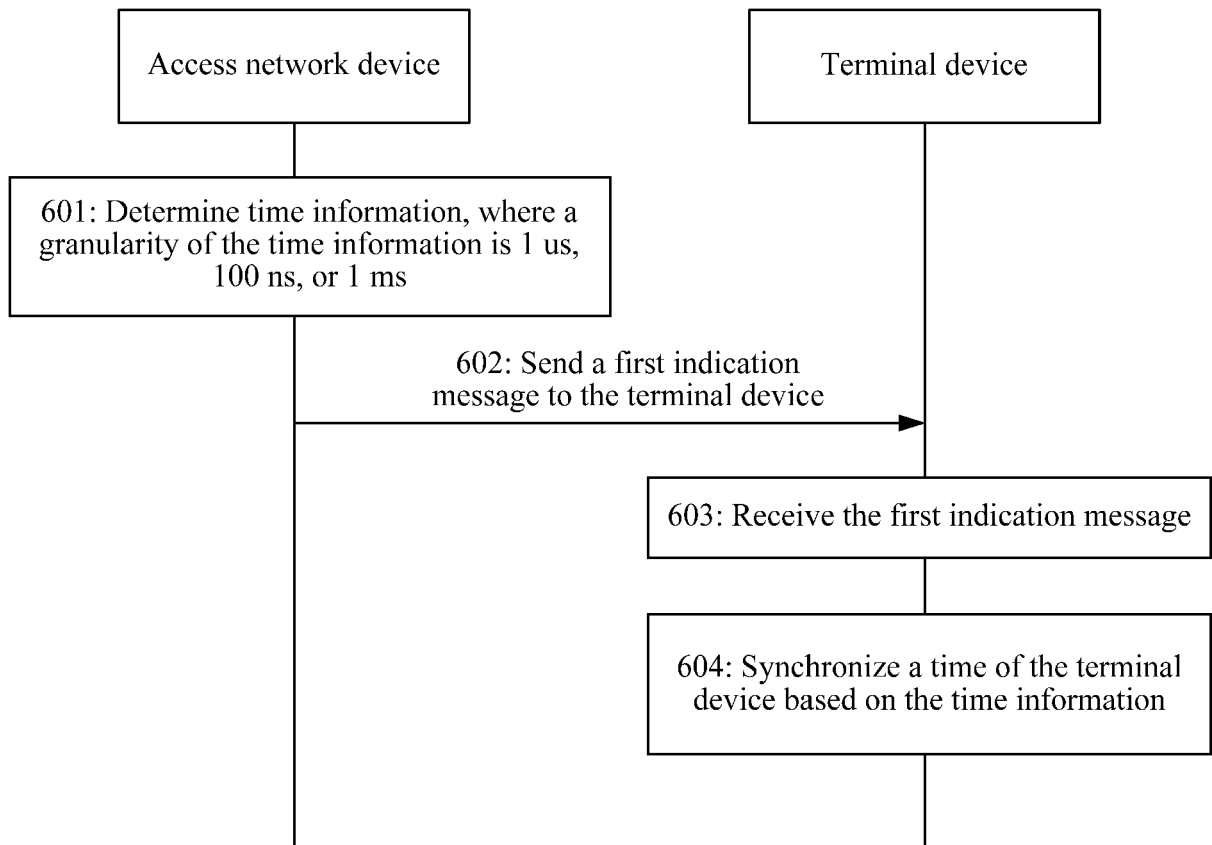 Access network device
Terminal device
601: Determine time information, where a
granularity of the time information is 1 us,
100 ns, or 1 ms
602: Send a first indication
message to the terminal device
603: Receive the first indication message
604: Synchronize a time of the terminal
device based on the time information